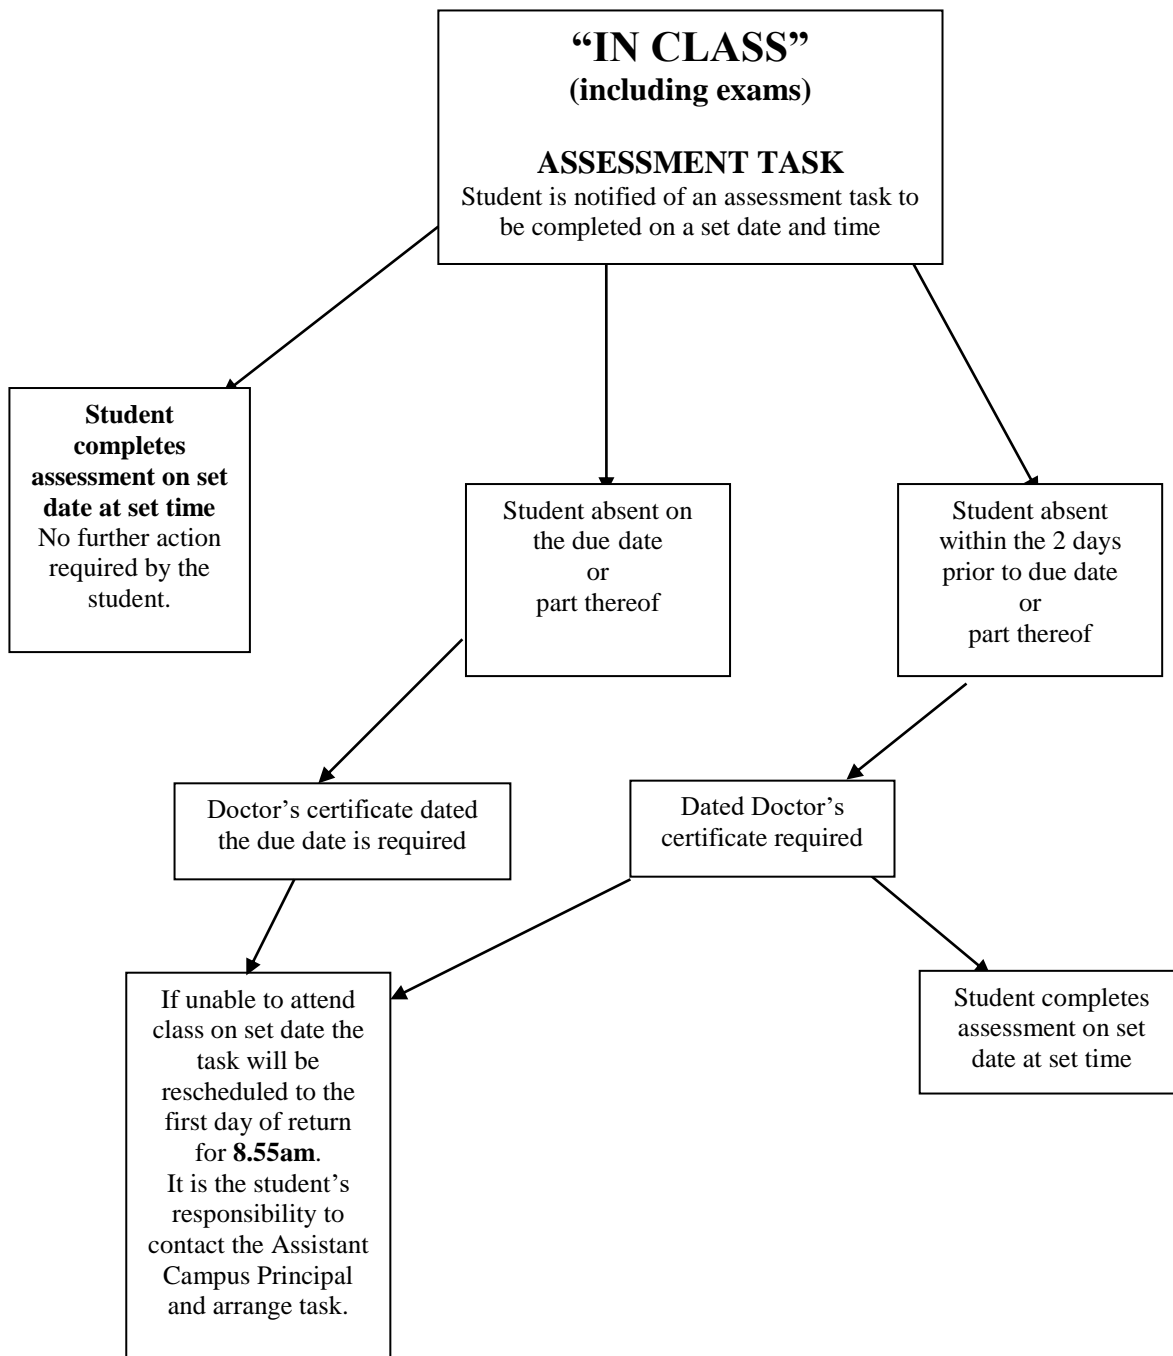 “IN CLASS”
(including exams)
ASSESSMENT TASK
Student is notified of an assessment task to
be completed on a set date and time
Student
completes
assessment on set
date at set time
No further action
required by the
student.
Student absent on
the due date
or
part thereof
Student absent
within the 2 days
prior to due date
or
part thereof
Doctor’s certificate dated
the due date is required
Dated Doctor’s
certificate required
If unable to attend
class on set date the
task will be
rescheduled to the
first day of return
for 8.55am.
It is the student’s
responsibility to
contact the Assistant
Campus Principal
and arrange task.
Student completes
assessment on set
date at set time